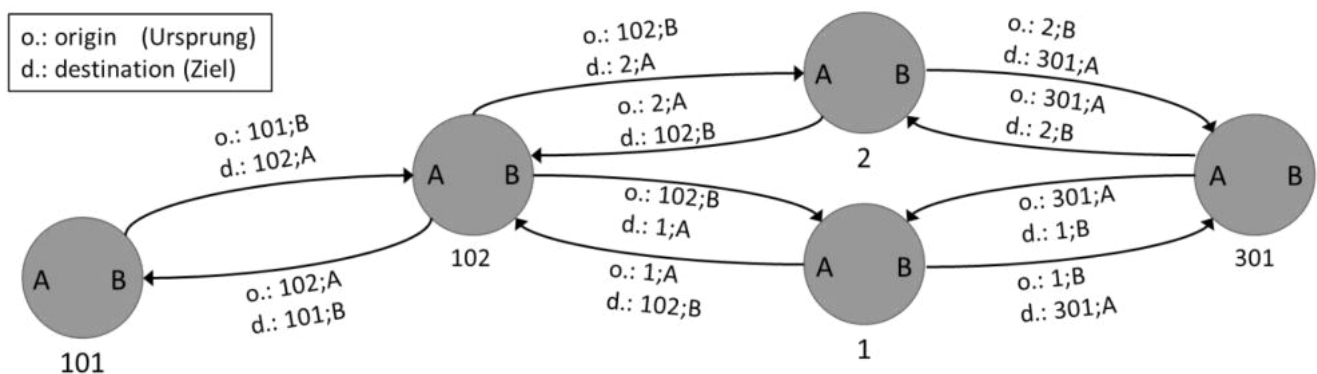 o.: origin (Ursprung)
d.: destination (Ziel)
o.: 102;B
d.: 2;A
o.: 2;B
d.: 301;A
A B
2
o.: 2;A
d.: 102;B
o.: 301;A
d.: 2;B
o.: 101;B
d.: 102;A
A B
102
A B
301
o.: 102;B
d.: 1;A
o.: 301;A
d.: 1;B
A B
101
o.: 102;A
d.: 101;B
o.: 1;A
d.: 102;B
A B
1
o.: 1;B
d.: 301;A